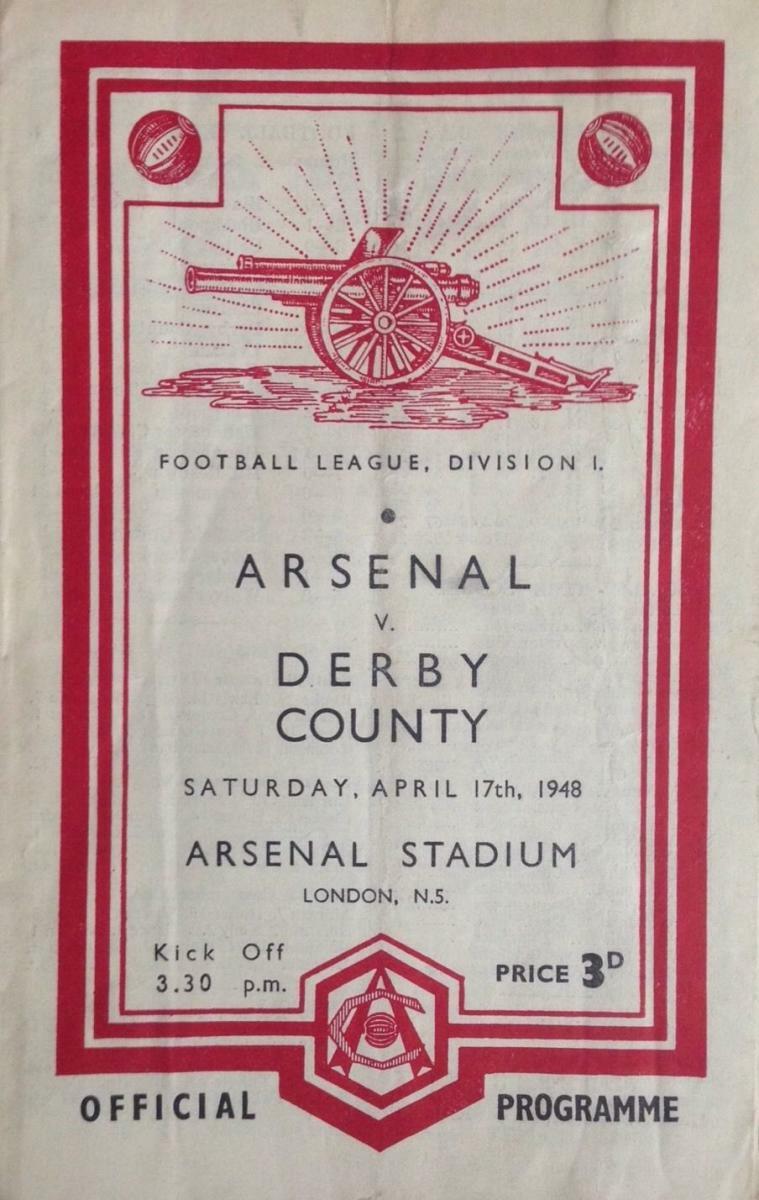 FOOTBALL LEAGUE, DIVISION I.
ARSENAL
V.
DERBY
COUNTY
SATURDAY, APRIL 17th, 1948
ARSENAL STADIUM
LONDON, N.5.
Kick Off
3.30 p.m.
PRICE 3D
AC
OFFICIAL PROGRAMME